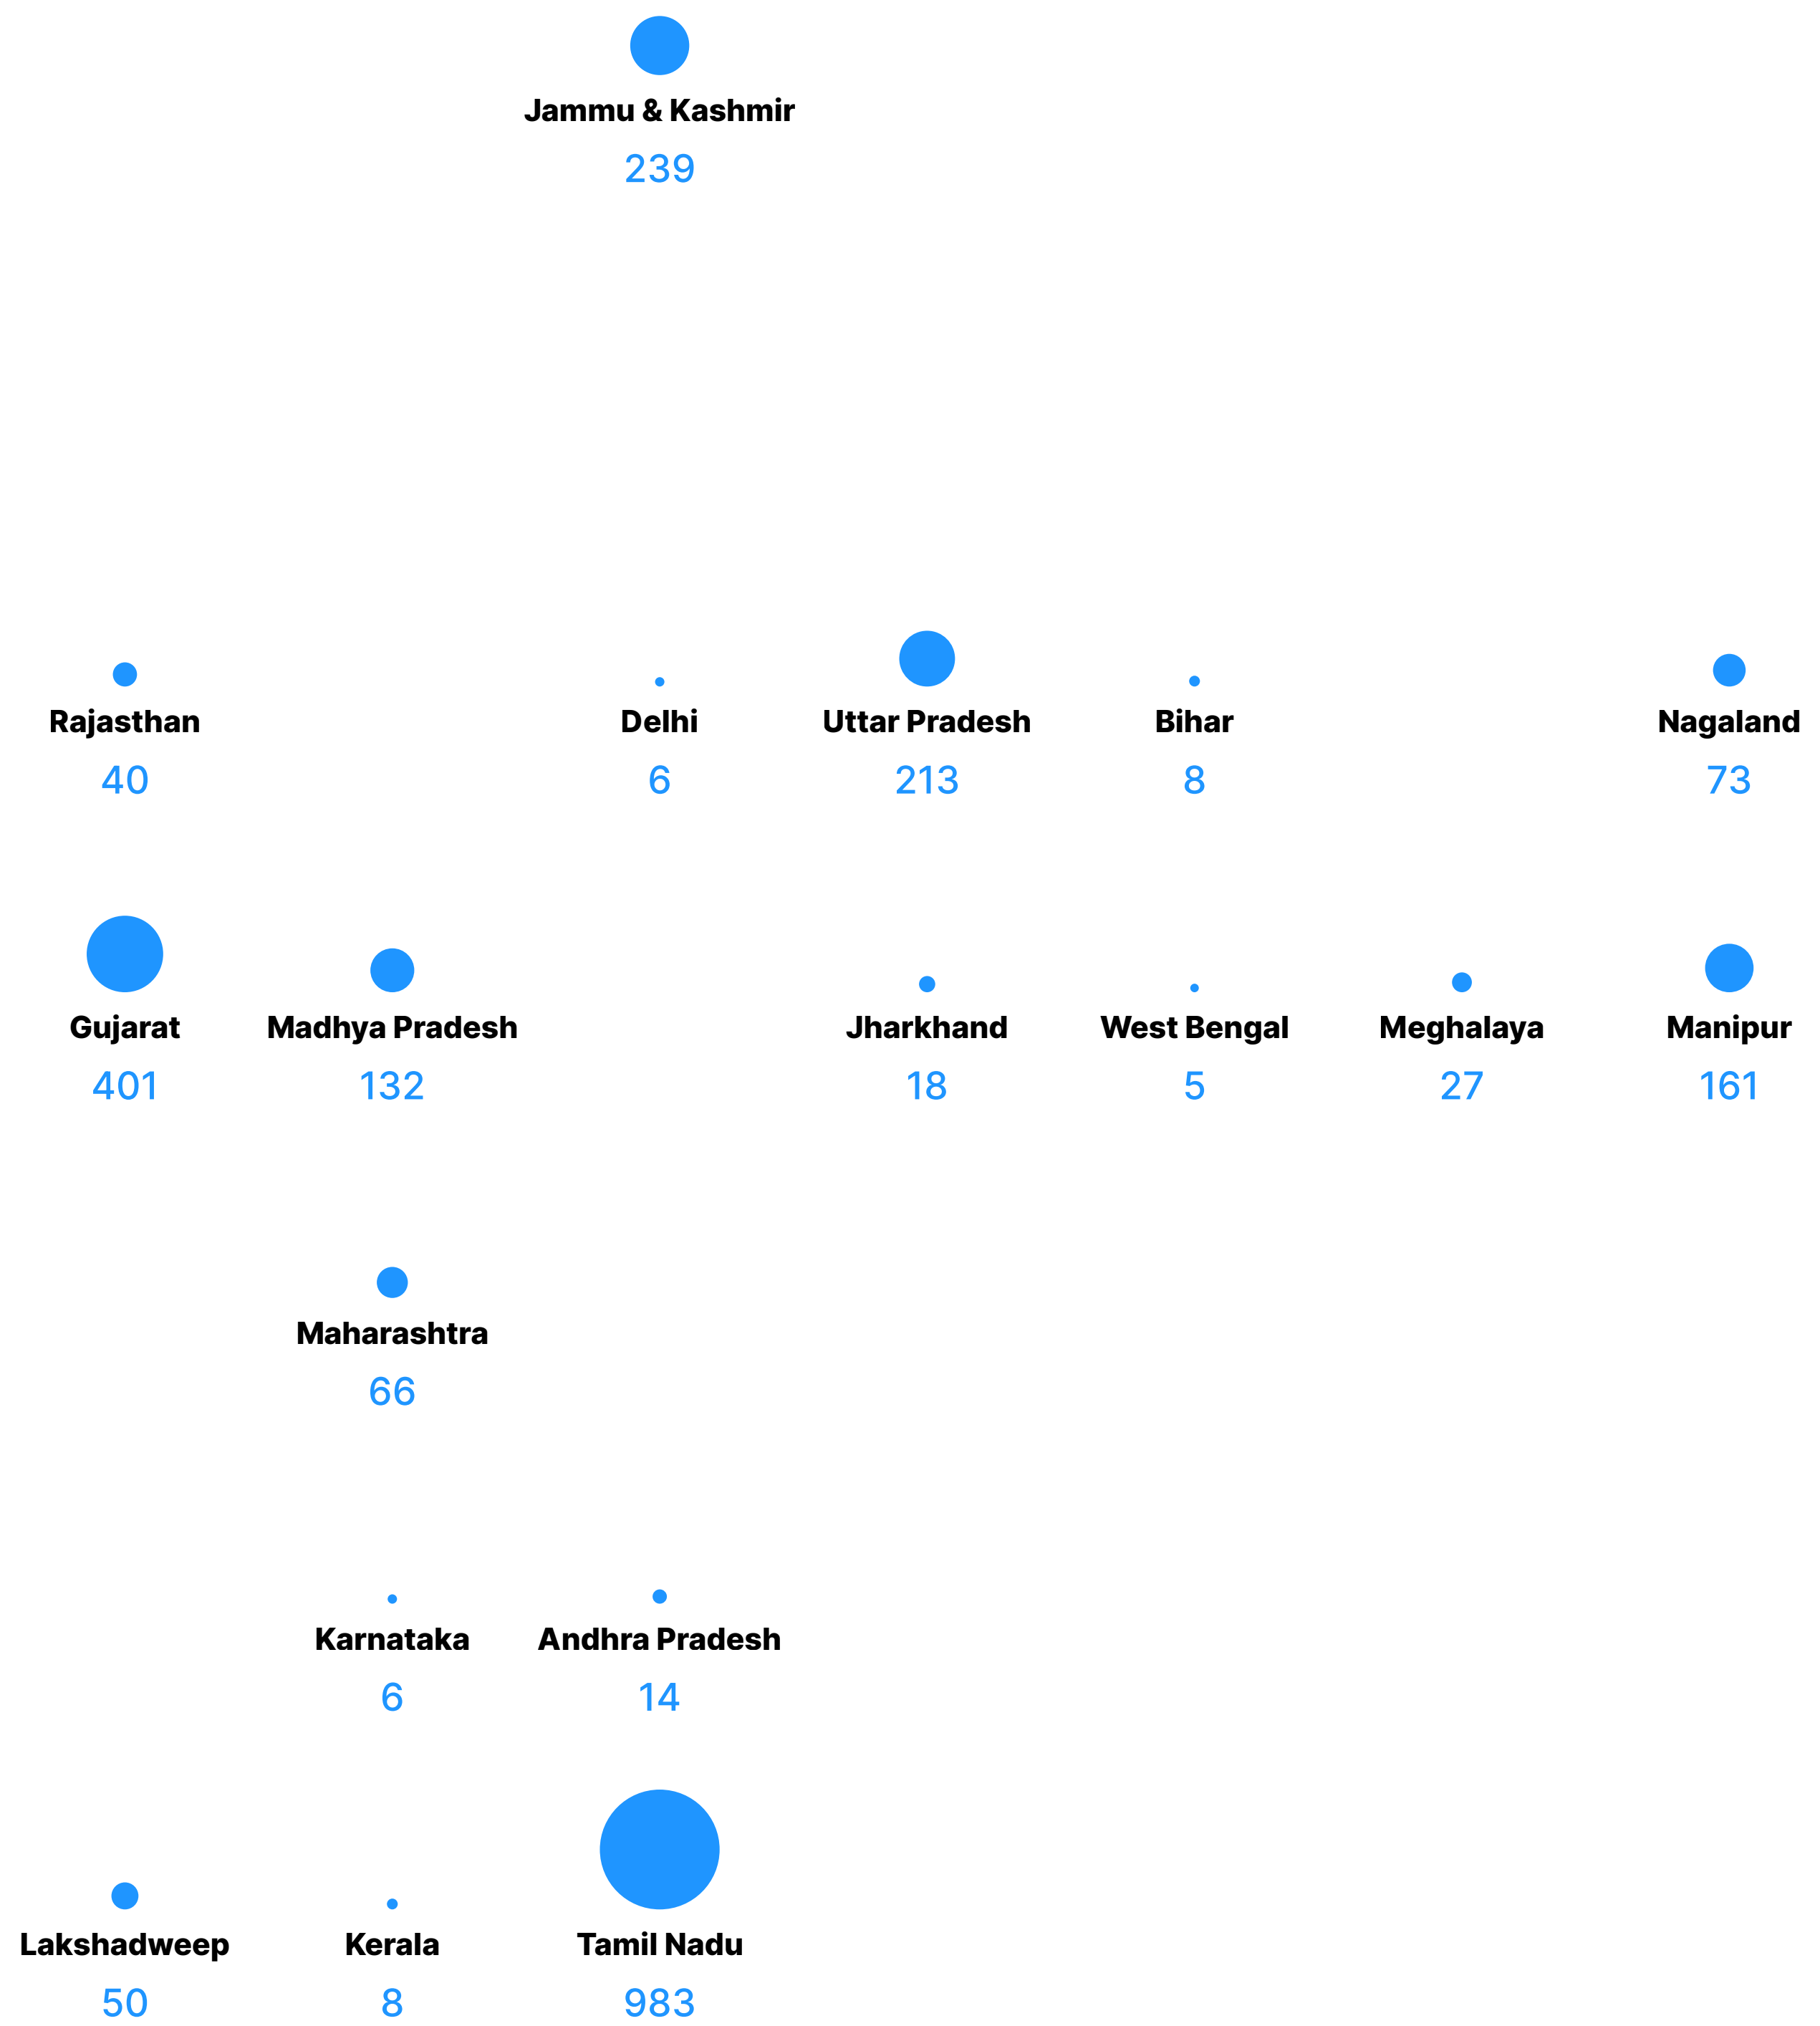 Jammu & Kashmir
239
Rajasthan
40
Delhi
6
Uttar Pradesh
213
Bihar
8
Nagaland
73
Gujarat
401
Madhya Pradesh
132
Jharkhand
18
West Bengal
5
Meghalaya
27
Manipur
161
Maharashtra
66
Karnataka
6
Andhra Pradesh
14
Lakshadweep
50
Kerala
8
Tamil Nadu
983